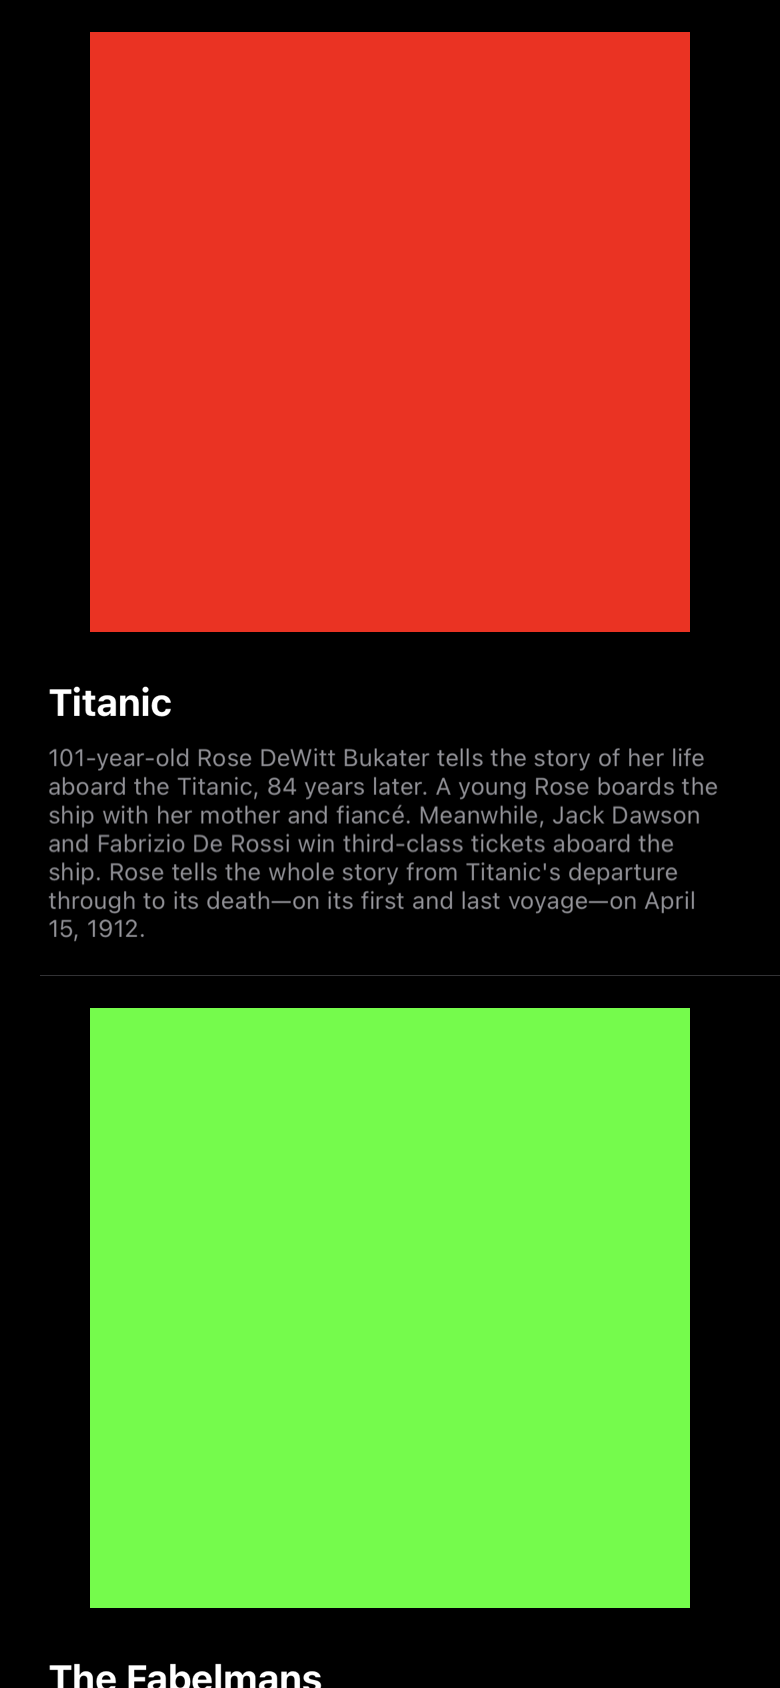 Titanic
101-year-old Rose DeWitt Bukater tells the story of her life
aboard the Titanic, 84 years later. A young Rose boards the
ship with her mother and fiancé. Meanwhile, Jack Dawson
and Fabrizio De Rossi win third-class tickets aboard the
ship. Rose tells the whole story from Titanic's departure
through to its death—on its first and last voyage—on April
15, 1912.
The Fabelmans